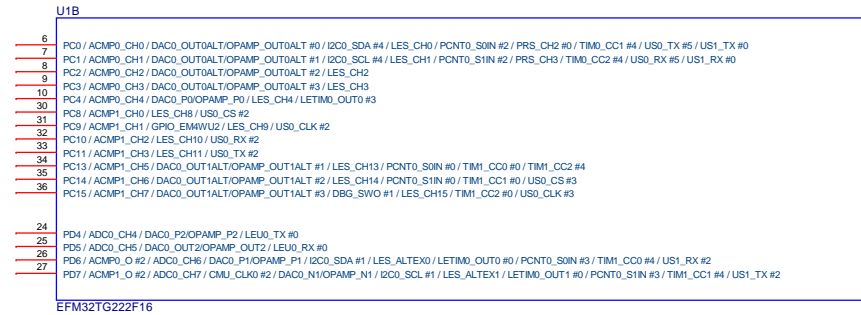 U1B
6 PC0 / ACMP0_CH0 / DAC0_OUT0ALT/OPAMP_OUT0ALT #0 / I2C0_SDA #4 / LES_CH0 / PCNT0_S0IN #2 / PRS_CH2 #0 / TIM0_CC1 #4 / US0_TX #5 / US1_TX #0
7 PC1 / ACMP0_CH1 / DAC0_OUT0ALT/OPAMP_OUT0ALT #1 / I2C0_SCL #4 / LES_CH1 / PCNT0_S1IN #2 / PRS_CH3 / TIM0_CC2 #4 / US0_RX #5 / US1_RX #0
8 PC2 / ACMP0_CH2 / DAC0_OUT0ALT/OPAMP_OUT0ALT #2 / LES_CH2
9 PC3 / ACMP0_CH3 / DAC0_OUT0ALT/OPAMP_OUT0ALT #3 / LES_CH3
10 PC4 / ACMP0_CH4 / DAC0_P0/OPAMP_P0 / LES_CH4 / LETIM0_OUT0 #3
30 PC8 / ACMP1_CH0 / LES_CH8 / US0_CS #2
31 PC9 / ACMP1_CH1 / GPIO_EM4WU2 / LES_CH9 / US0_CLK #2
32 PC10 / ACMP1_CH2 / LES_CH10 / US0_RX #2
33 PC11 / ACMP1_CH3 / LES_CH11 / US0_TX #2
34 PC13 / ACMP1_CH5 / DAC0_OUT1ALT/OPAMP_OUT1ALT #1 / LES_CH13 / PCNT0_S0IN #0 / TIM1_CC0 #0 / TIM1_CC2 #4
35 PC14 / ACMP1_CH6 / DAC0_OUT1ALT/OPAMP_OUT1ALT #2 / LES_CH14 / PCNT0_S1IN #0 / TIM1_CC1 #0 / US0_CS #3
36 PC15 / ACMP1_CH7 / DAC0_OUT1ALT/OPAMP_OUT1ALT #3 / DBG_SWO #1 / LES_CH15 / TIM1_CC2 #0 / US0_CLK #3
24 PD4 / ADC0_CH4 / DAC0_P2/OPAMP_P2 / LEU0_TX #0
25 PD5 / ADC0_CH5 / DAC0_OUT2/OPAMP_OUT2 / LEU0_RX #0
26 PD6 / ACMP0_O #2 / ADC0_CH6 / DAC0_P1/OPAMP_P1 / I2C0_SDA #1 / LES_ALTEX0 / LETIM0_OUT0 #0 / PCNT0_S0IN #3 / TIM1_CC0 #4 / US1_RX #2
27 PD7 / ACMP1_O #2 / ADC0_CH7 / CMU_CLK0 #2 / DAC0_N1/OPAMP_N1 / I2C0_SCL #1 / LES_ALTEX1 / LETIM0_OUT1 #0 / PCNT0_S1IN #3 / TIM1_CC1 #4 / US1_TX #2
EFM32TG222F16